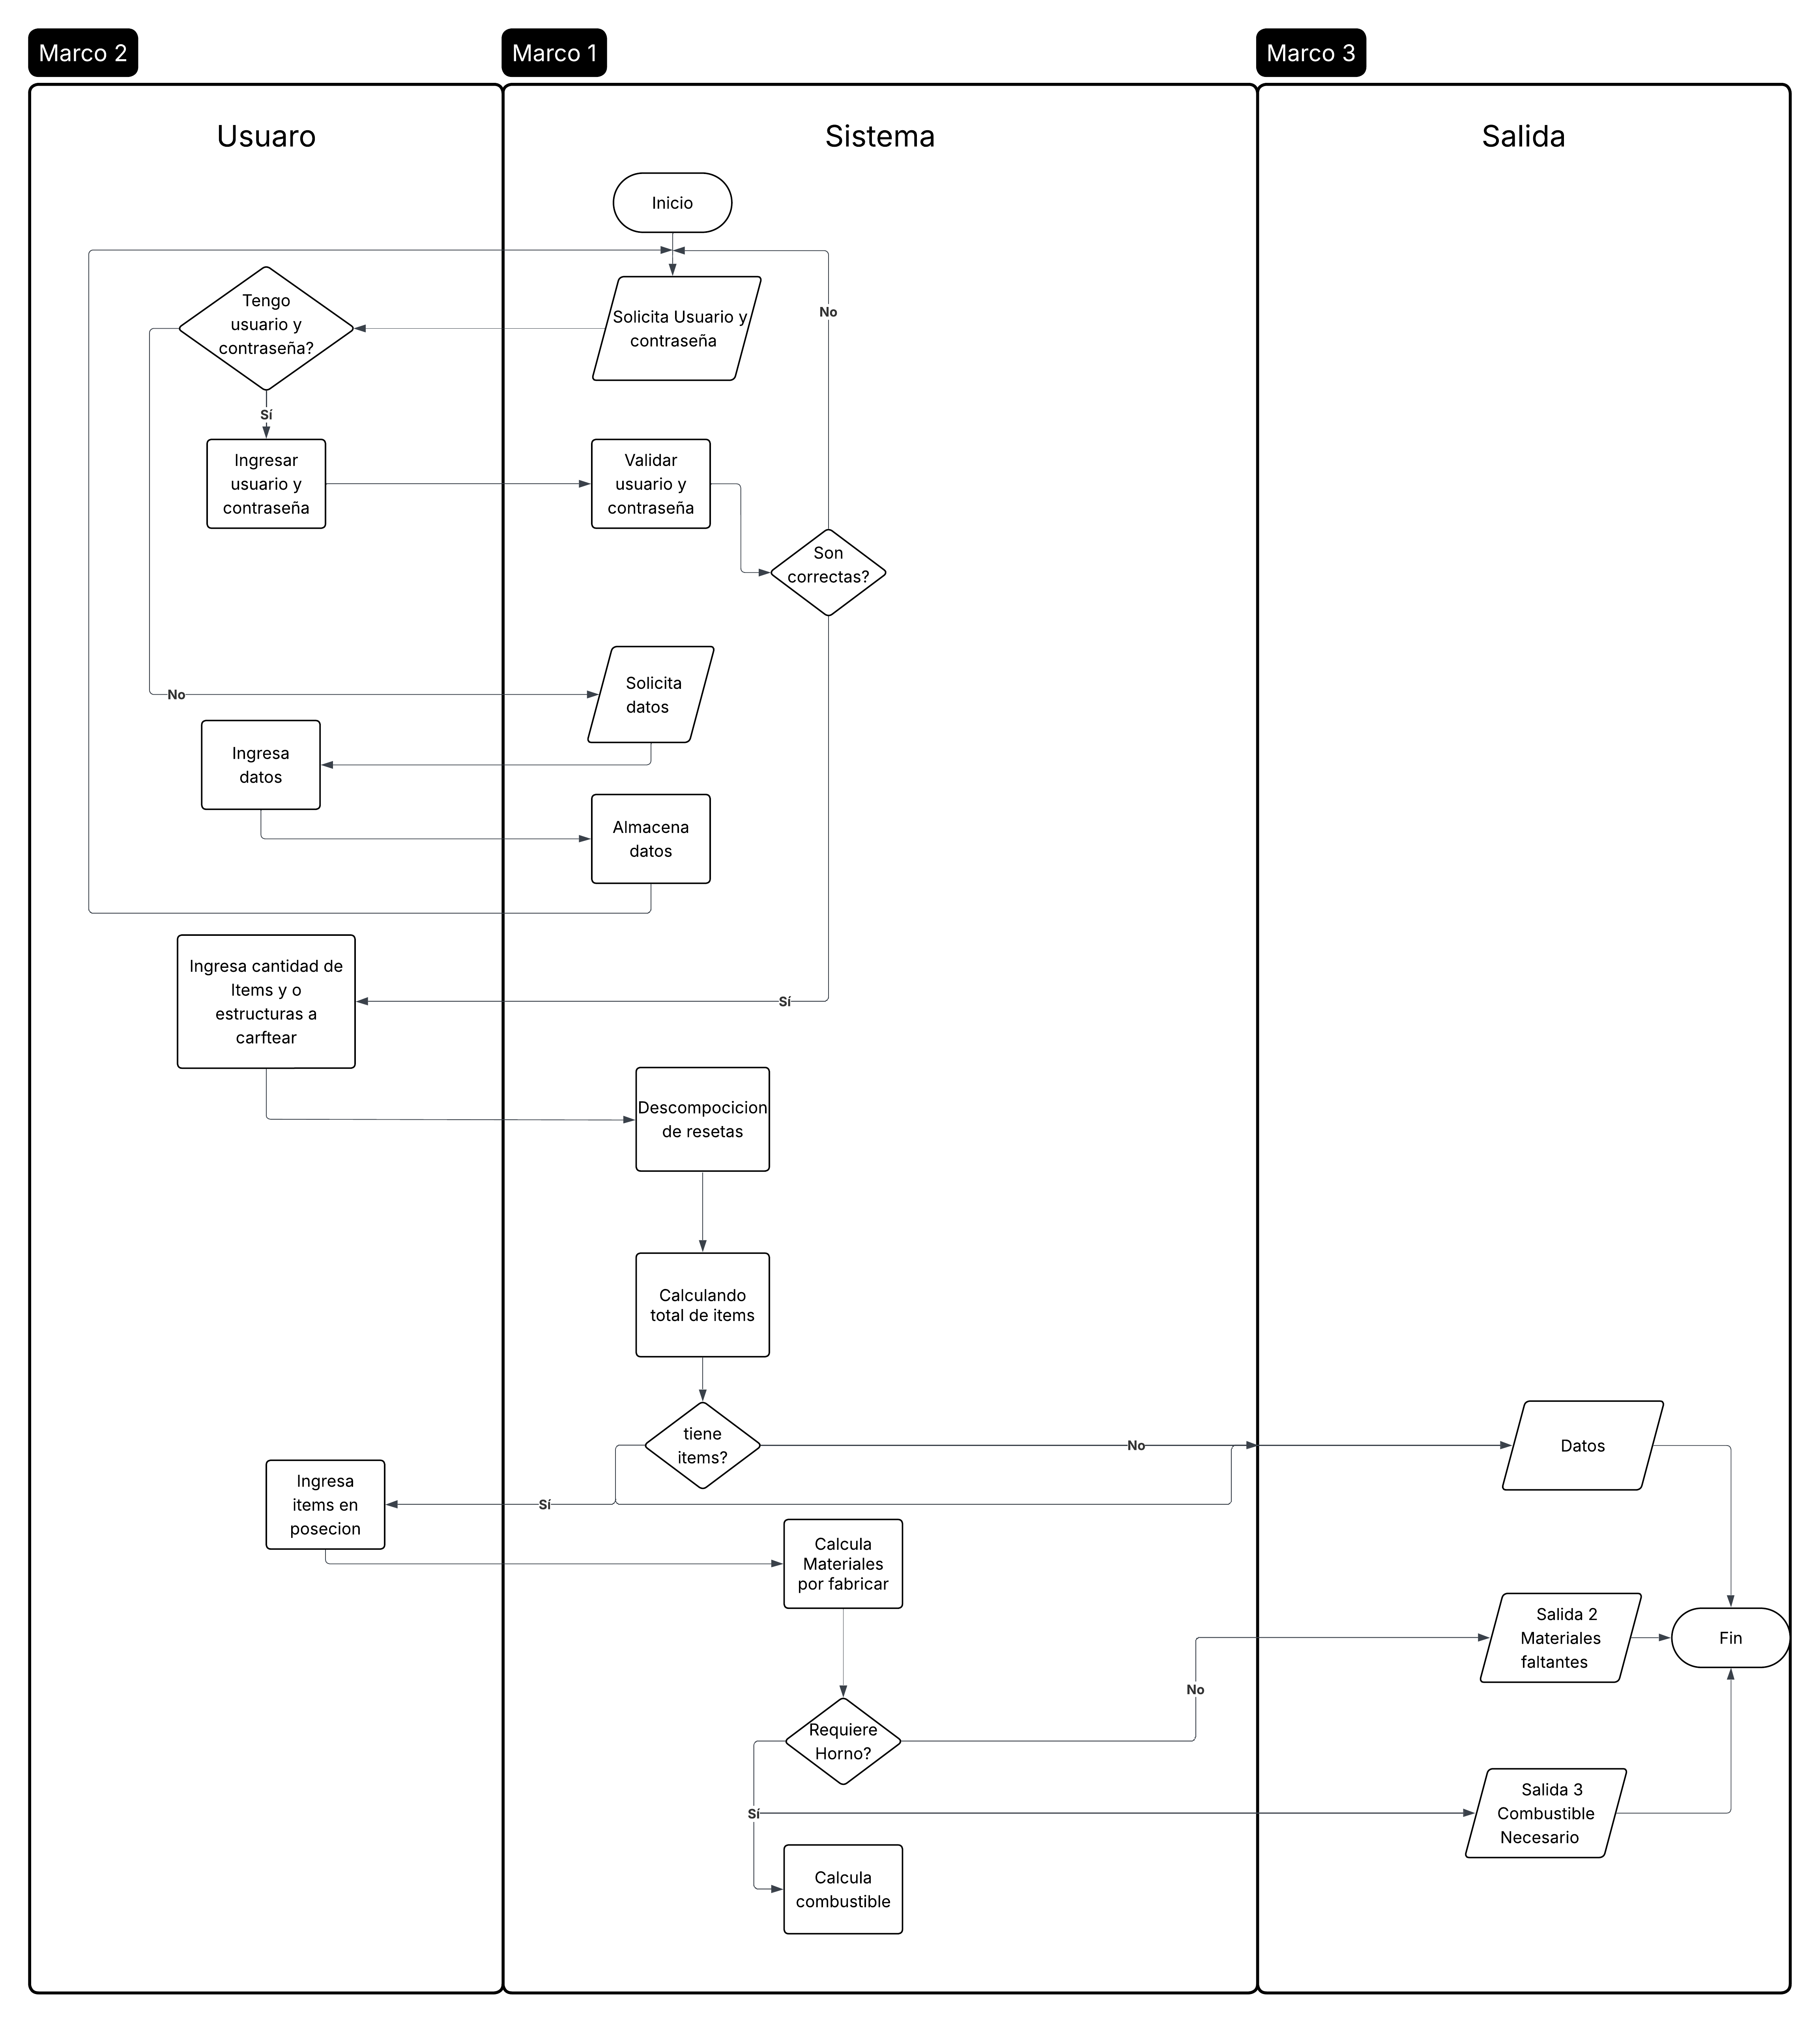 Marco 2
Marco 1
Marco 3
Usuaro
Sistema
Salida
Inicio
Tengo
usuario y
contraseña?
Solicita Usuario y
contraseña
No
Sí
Ingresar
usuario y
contraseña
Validar
usuario y
contraseña
Son
correctas?
No
Solicita
datos
Ingresa
datos
Almacena
datos
Ingresa cantidad de
Items y o
estructuras a
carftear
Sí
Descompocicion
de resetas
Calculando
total de items
tiene
items?
No
Datos
Ingresa
items en
posecion
Sí
Calcula
Materiales
por fabricar
Salida 2
Materiales
faltantes
Fin
No
Requiere
Horno?
Sí
Salida 3
Combustible
Necesario
Calcula
combustible